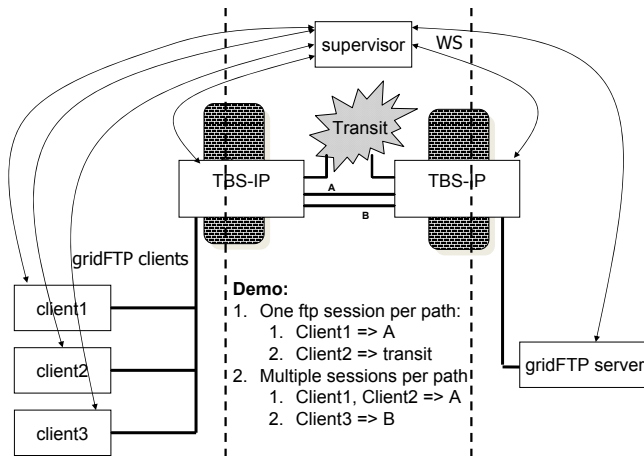 supervisor
WS
Transit
TBS-IP
TBS-IP
A
B
gridFTP clients
client1
client2
client3
Demo:
1. One ftp session per path:
1. Client1 => A
2. Client2 => transit
2. Multiple sessions per path
1. Client1, Client2 => A
2. Client3 => B
gridFTP server